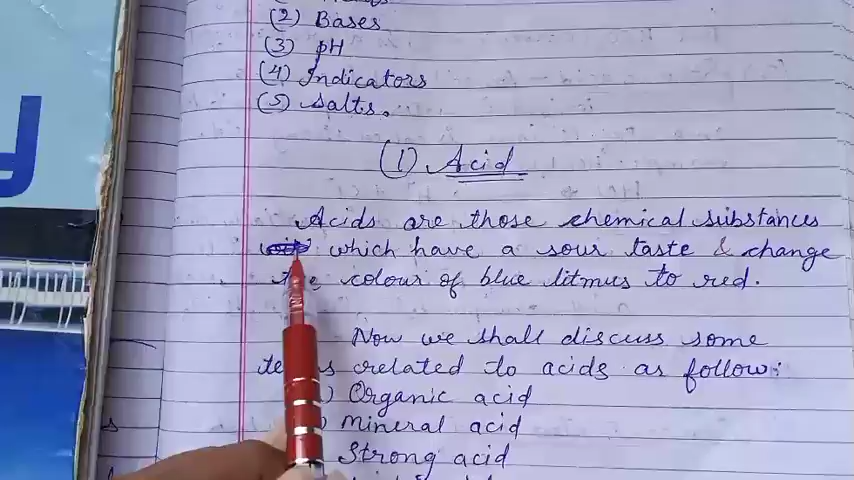 (2) Bases
(3) pH
(4) Indicators
(5) Salts.
(1) Acid
Acids are those chemical substances
which have a sour taste & change
the colour of blue litmus to red.
Now we shall discuss some
terms related to acids as follow:
) Organic acid
) Mineral acid
Strong acid